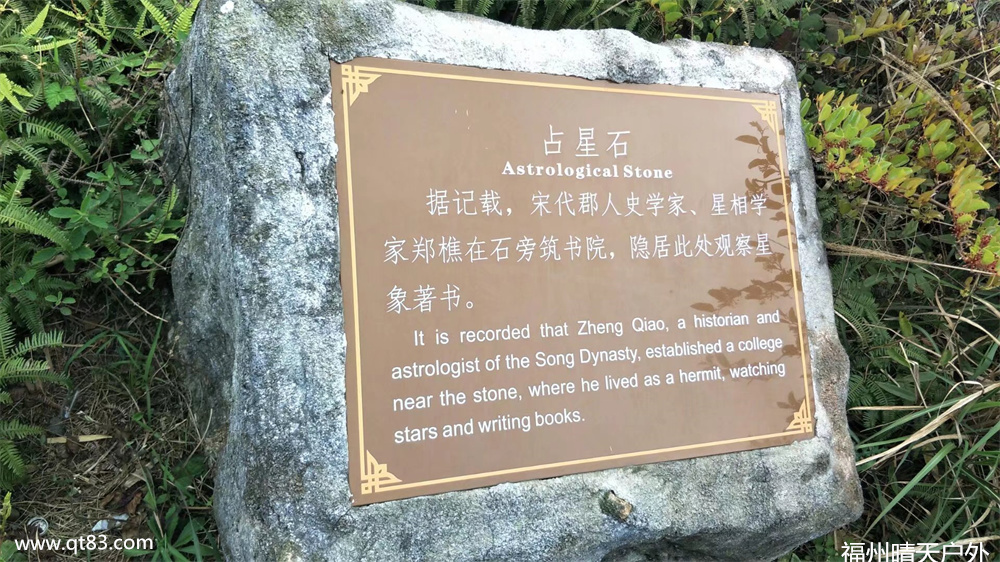 占星石
Astrological Stone
据记载，宋代郡人史学家、星相学
家郑樵在石旁筑书院，隐居此处观察星
象著书。
It is recorded that Zheng Qiao, a historian and
astrologist of the Song Dynasty, established a college
near the stone, where he lived as a hermit, watching
stars and writing books.
www.qt83.com
福州晴天户外